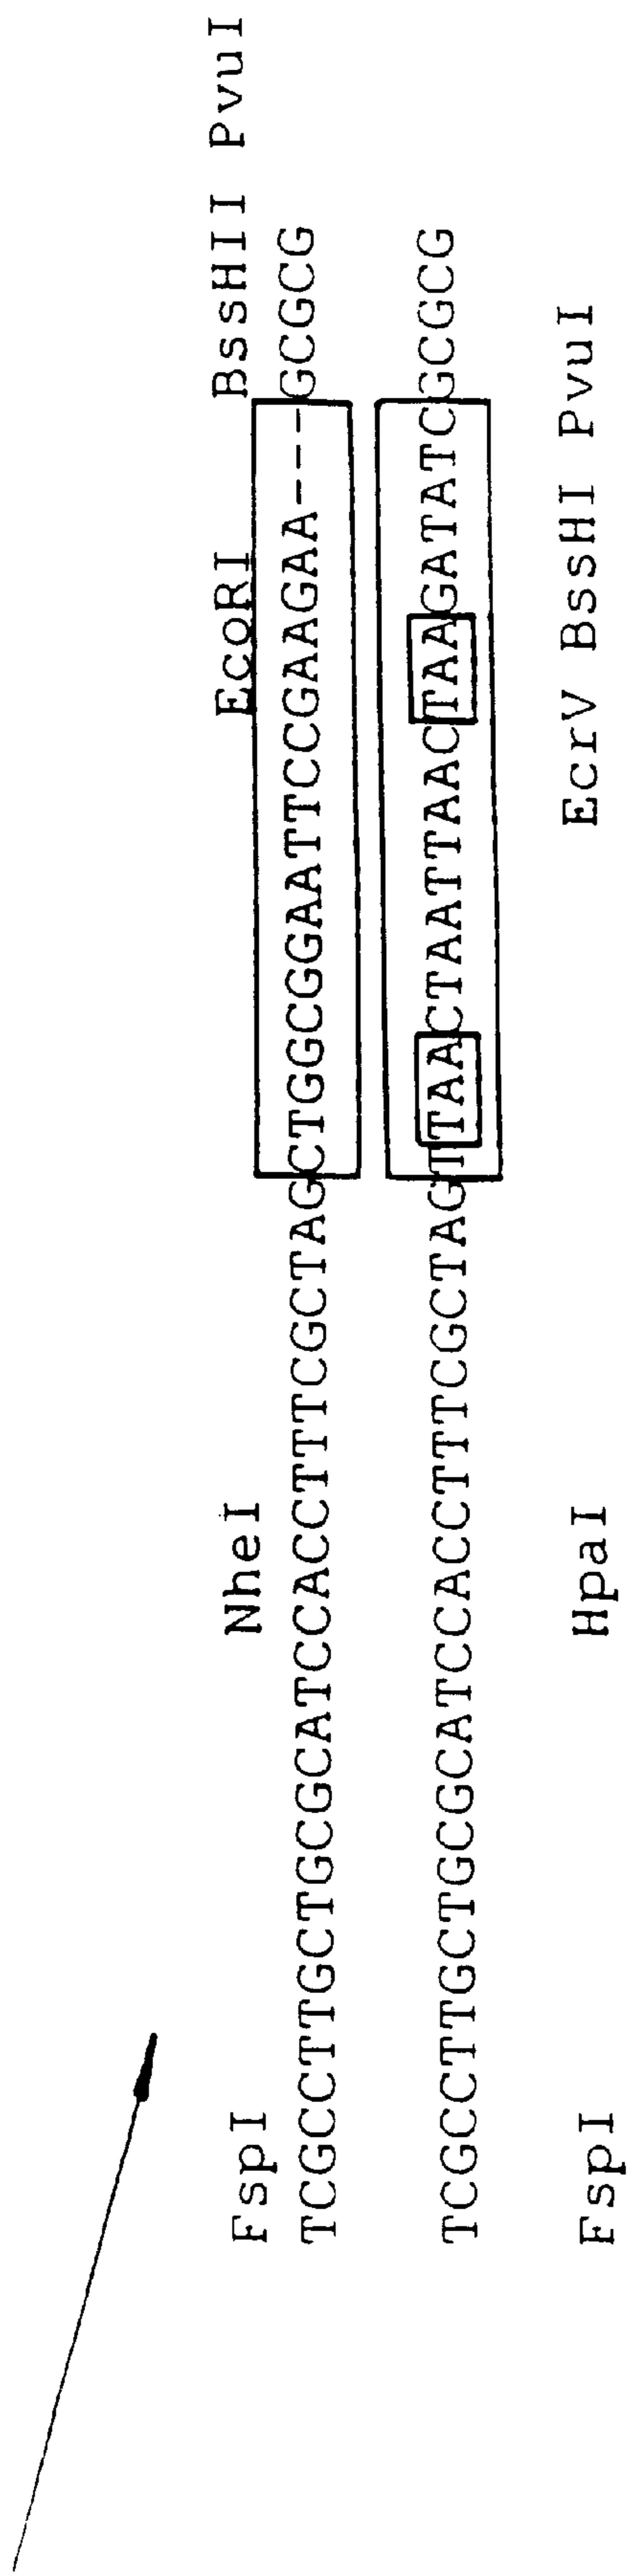 FspI NheI EcoRI BssHII PvuI
TCGCCTTGCTGCGCATCCACCTTTCGCTAGCTGGCGGAATTCCGAAGAA---GCGCG
TCGCCTTGCTGCGCATCCACCTTTCGCTAGTTAACTAATTAACTAAGATATCGCGCG
FspI HpaI EcrV BssHI PvuI